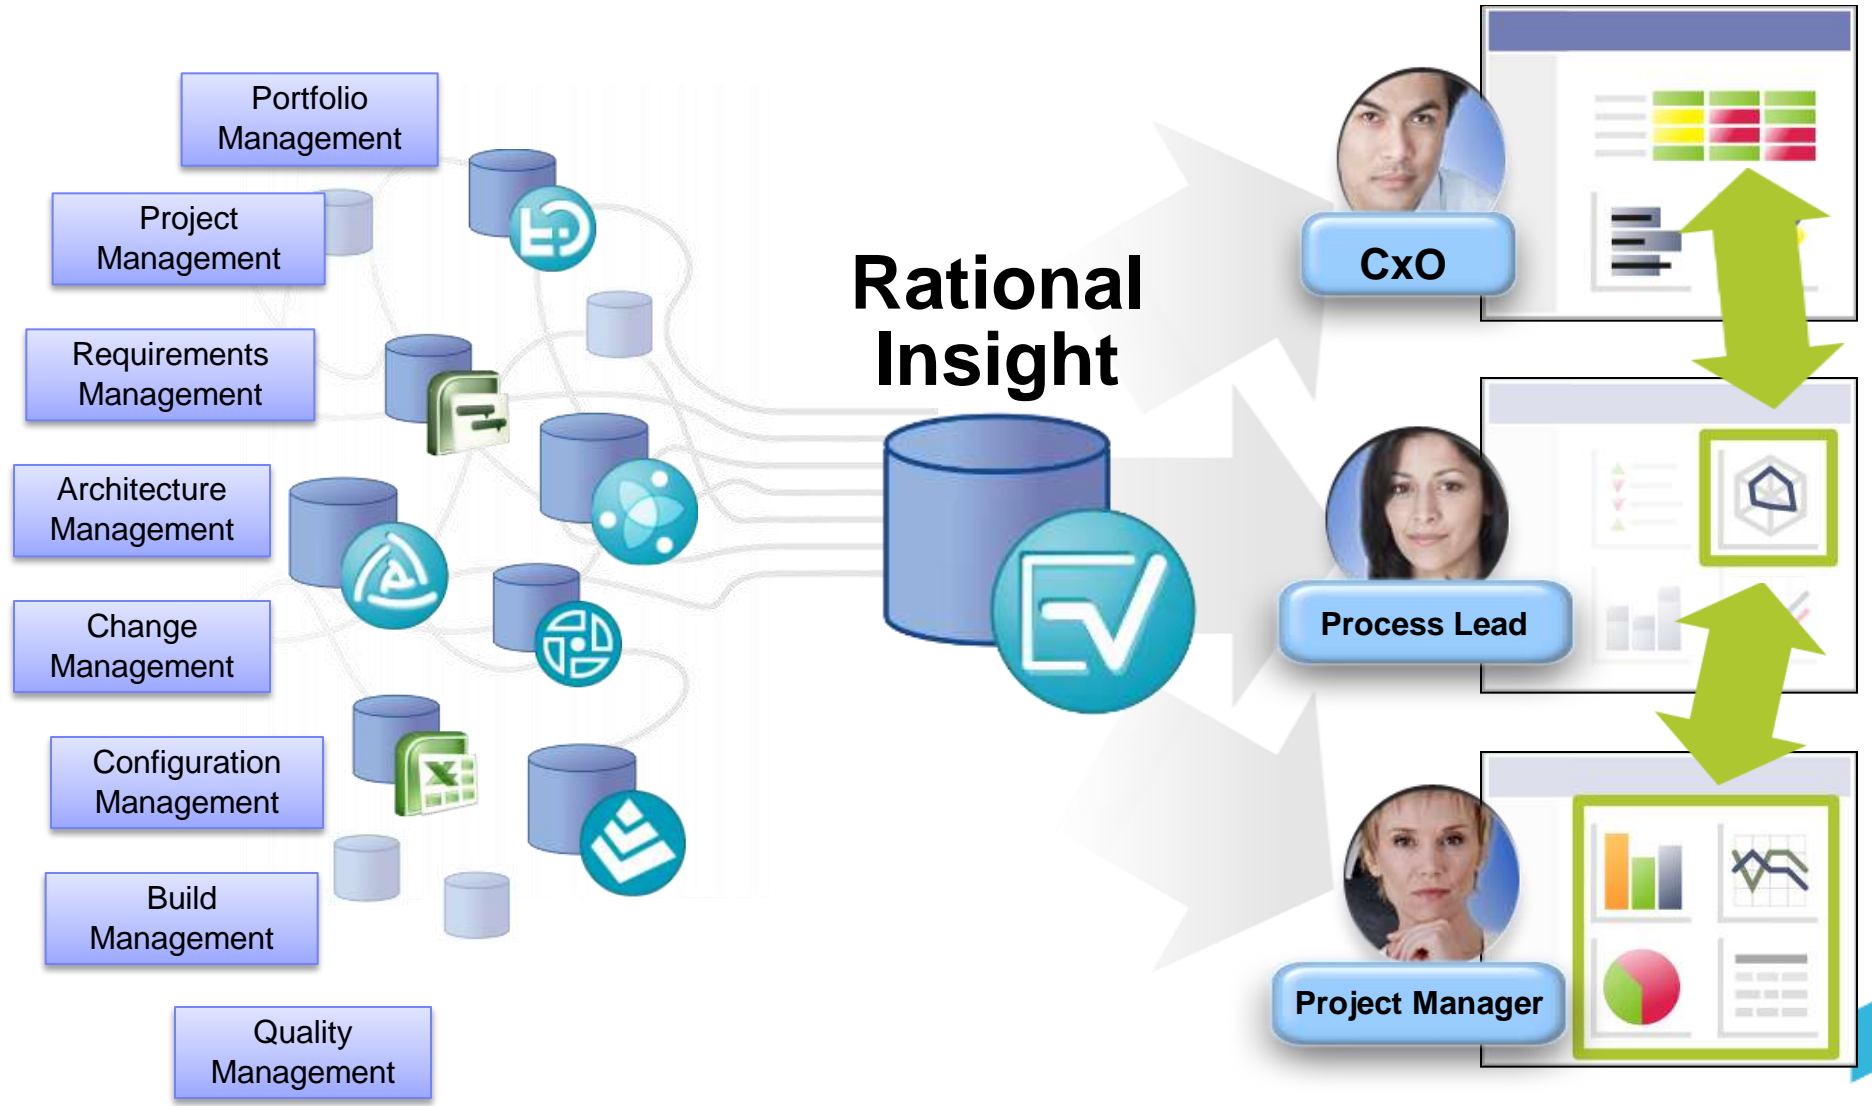 Portfolio
Management
Project
Management
Requirements
Management
Architecture
Management
Change
Management
Configuration
Management
Build
Management
Quality
Management
Rational
Insight
CxO
Process Lead
Project Manager